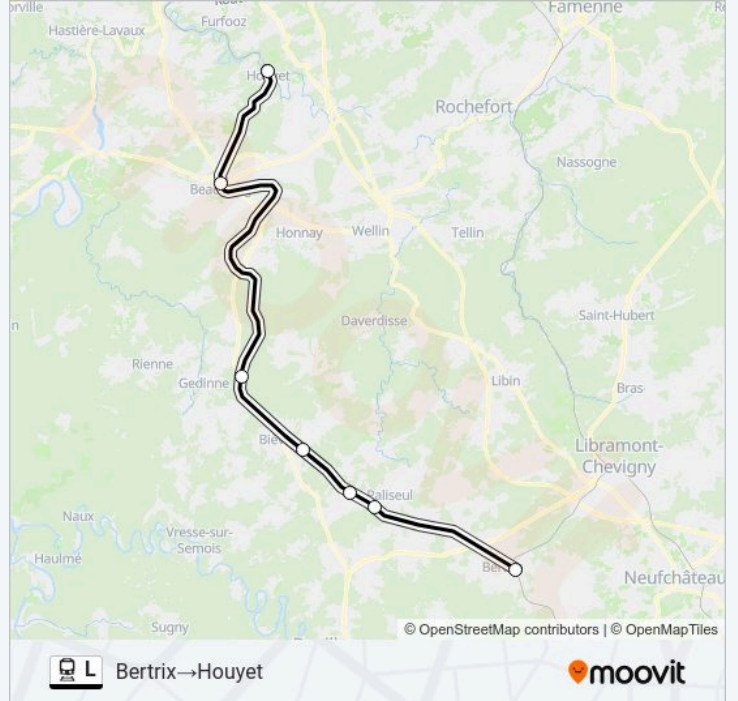 Famenne
Furfooz
Hastière-Lavaux
Rochefort
Nassogne
Honnay
Wellin
Tellin
Daverdisse
Saint-Hubert
Rienne
Gedinne
Libin
Bras
Libramont-
Chevigny
Naux
Vresse-sur-
Semois
Haulmé
Neufchâteau
Sugny
© OpenStreetMap contributors | © OpenMapTiles
L
Bertrix→Houyet
moovit